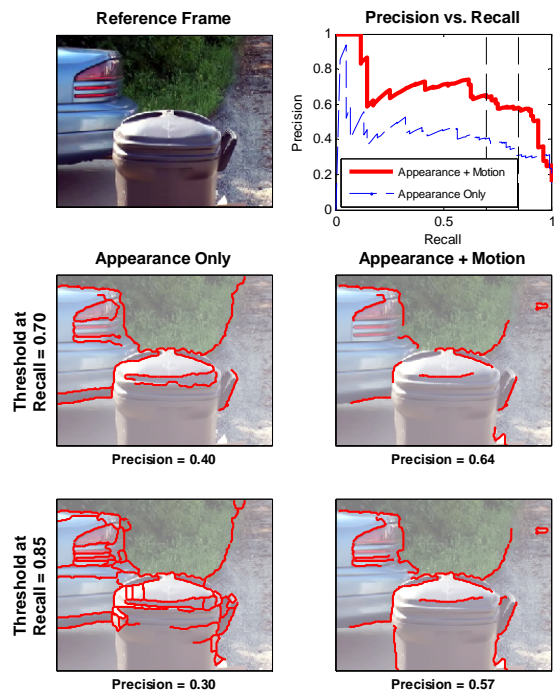 Reference Frame
Precision vs. Recall
1
0.8
0.6
0.4
0.2
0
Precision
Appearance + Motion
Appearance Only
0
0.5
1
Recall
Appearance Only
Appearance + Motion
Threshold at
Recall = 0.70
Precision = 0.40
Precision = 0.64
Threshold at
Recall = 0.85
Precision = 0.30
Precision = 0.57